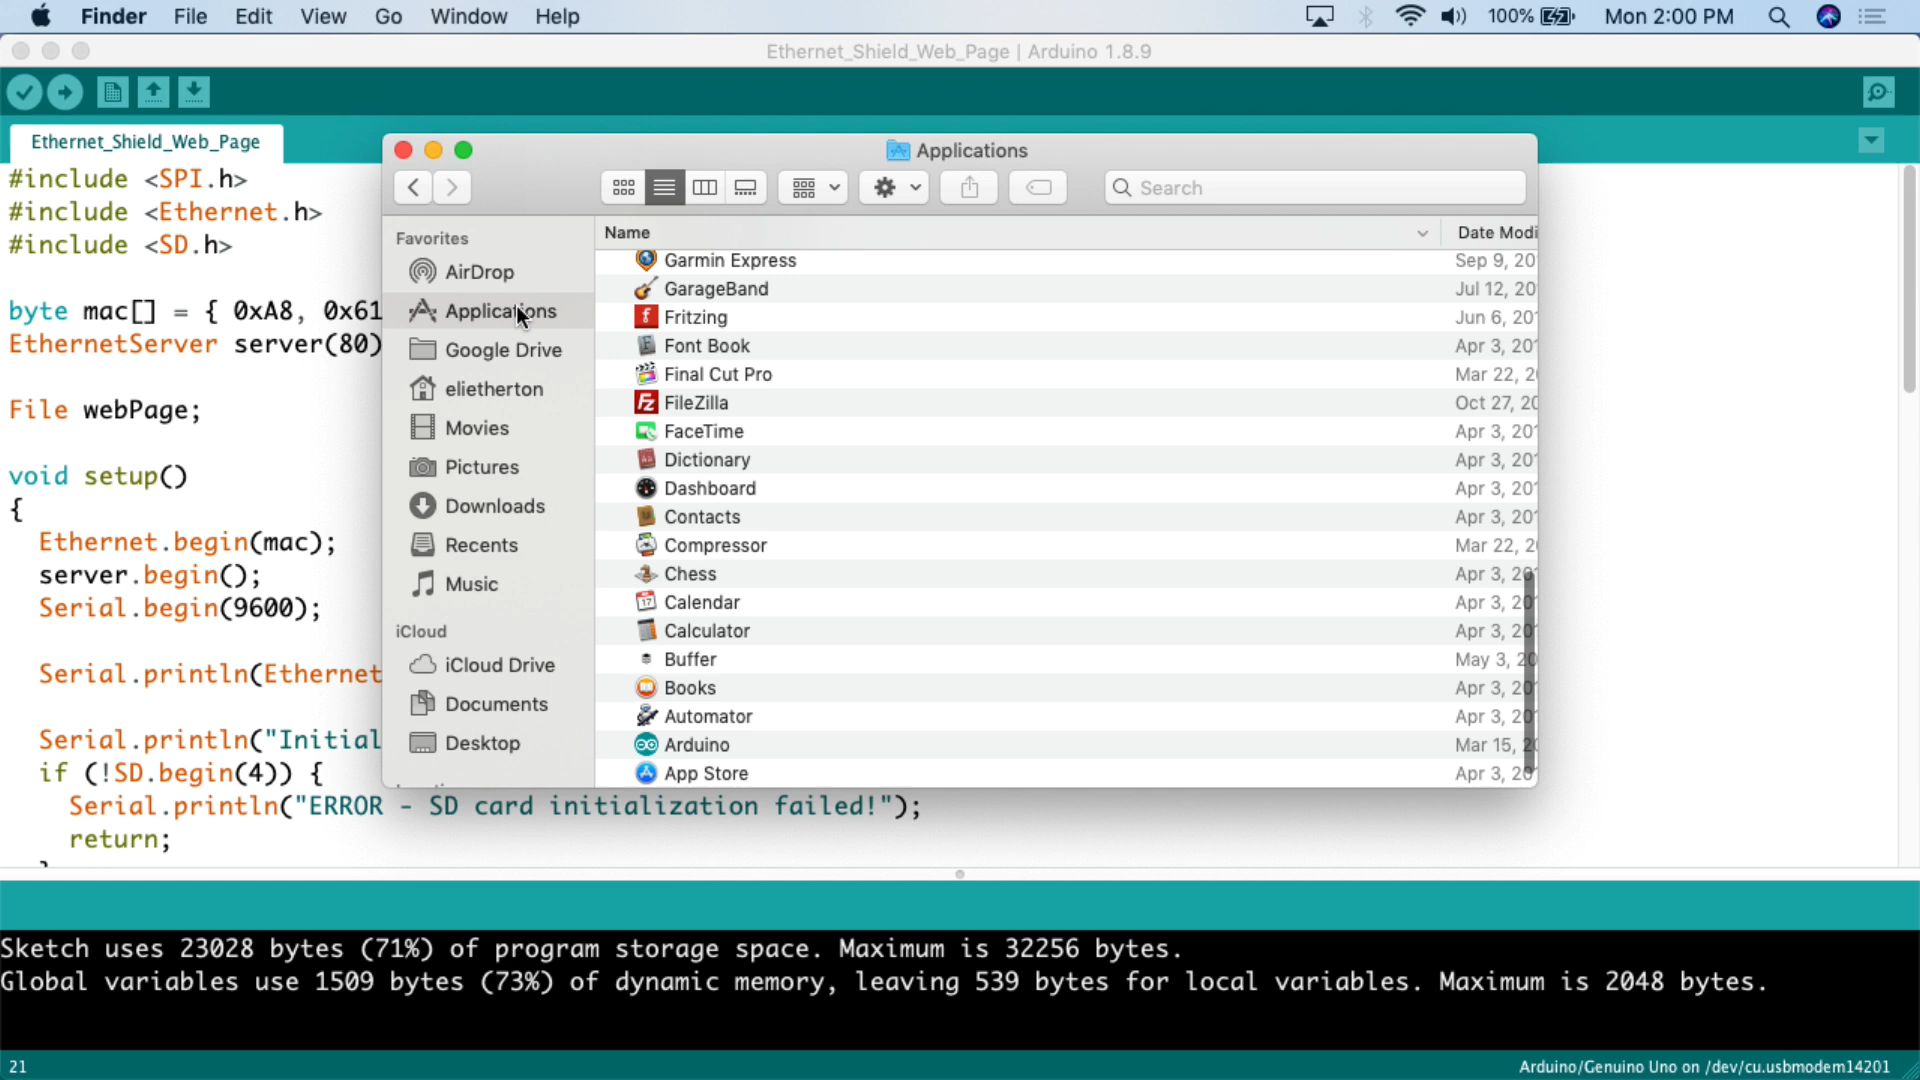 Finder File Edit View Go Window Help 100% Mon 2:00 PM
Ethernet_Shield_Web_Page | Arduino 1.8.9
Ethernet_Shield_Web_Page
#include <SPI.h>
#include <Ethernet.h>
#include <SD.h>
byte mac[] = { 0xA8, 0x61
EthernetServer server(80)
File webPage;
void setup()
{
Ethernet.begin(mac);
server.begin();
Serial.begin(9600);
Serial.println(Ethernet
Serial.println("Initial
if (!SD.begin(4)) {
Serial.println("ERROR - SD card initialization failed!");
return;
Applications
Search
Favorites
AirDrop
Applications
Google Drive
elietherton
Movies
Pictures
Downloads
Recents
Music
iCloud
iCloud Drive
Documents
Desktop
Name Date Modi
Garmin Express Sep 9, 20
GarageBand Jul 12, 20
Fritzing Jun 6, 20
Font Book Apr 3, 20
Final Cut Pro Mar 22, 2
FileZilla Oct 27, 20
FaceTime Apr 3, 20
Dictionary Apr 3, 20
Dashboard Apr 3, 20
Contacts Apr 3, 20
Compressor Mar 22, 2
Chess Apr 3, 20
Calendar Apr 3, 20
Calculator Apr 3, 20
Buffer May 3, 20
Books Apr 3, 20
Automator Apr 3, 20
Arduino Mar 15, 2
App Store Apr 3, 20
Sketch uses 23028 bytes (71%) of program storage space. Maximum is 32256 bytes.
Global variables use 1509 bytes (73%) of dynamic memory, leaving 539 bytes for local variables. Maximum is 2048 bytes.
21 Arduino/Genuino Uno on /dev/cu.usbmodem14201